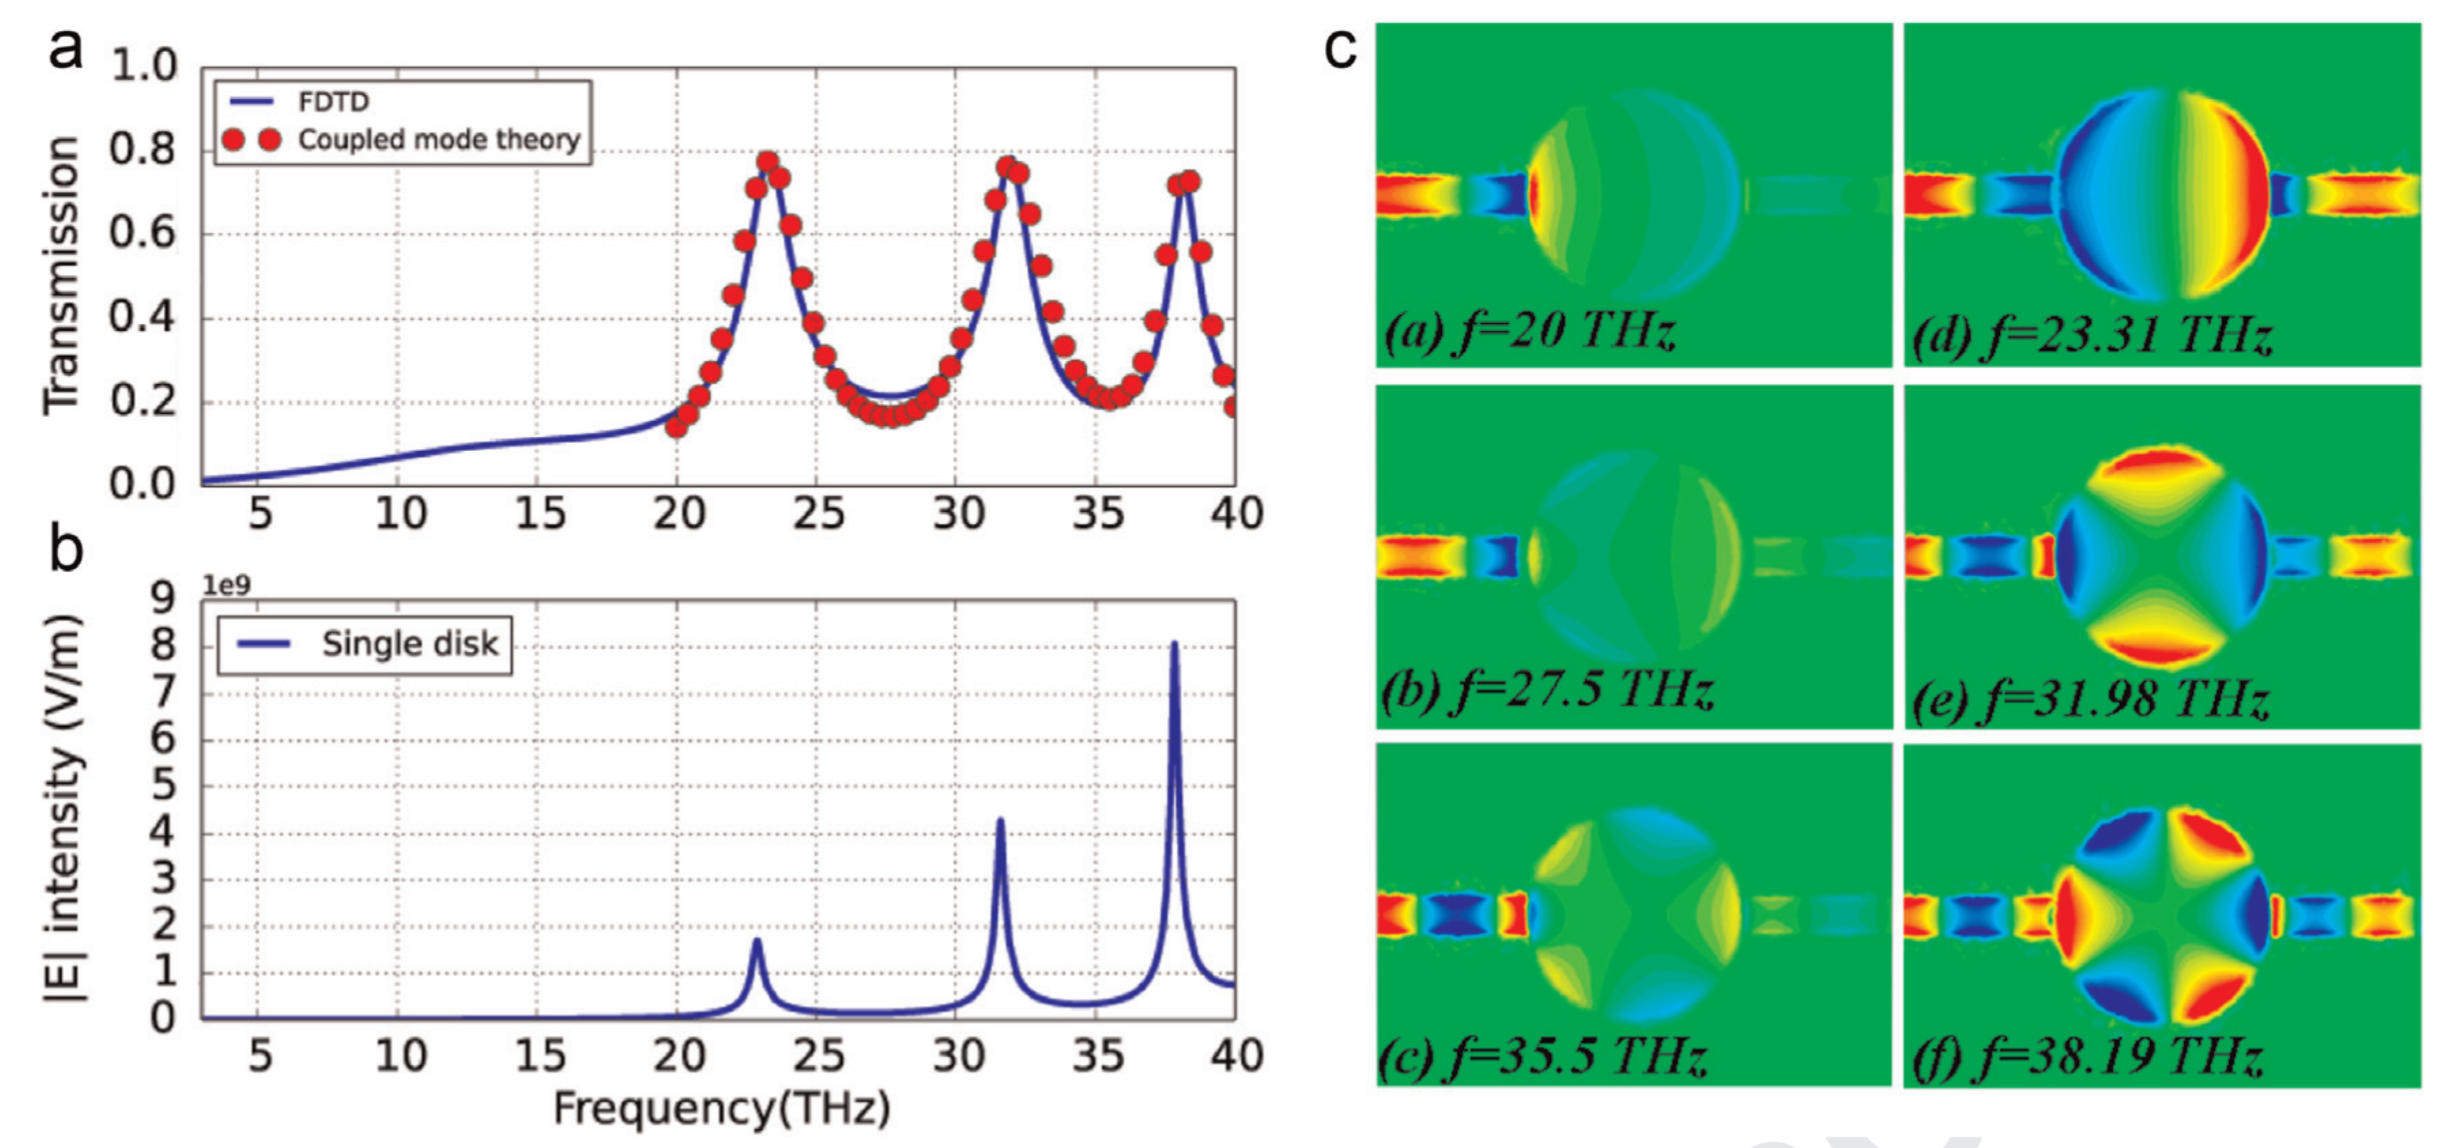 a
1.0
0.8
0.6
0.4
0.2
0.0
Transmission
FDTD
Coupled mode theory
5 10 15 20 25 30 35 40
b
1e9
9
8
7
6
5
4
3
2
1
0
|E| intensity (V/m)
Single disk
5 10 15 20 25 30 35 40
Frequency(THz)
c
(a) f=20 THz
(d) f=23.31 THz
(b) f=27.5 THz
(e) f=31.98 THz
(c) f=35.5 THz
(f) f=38.19 THz